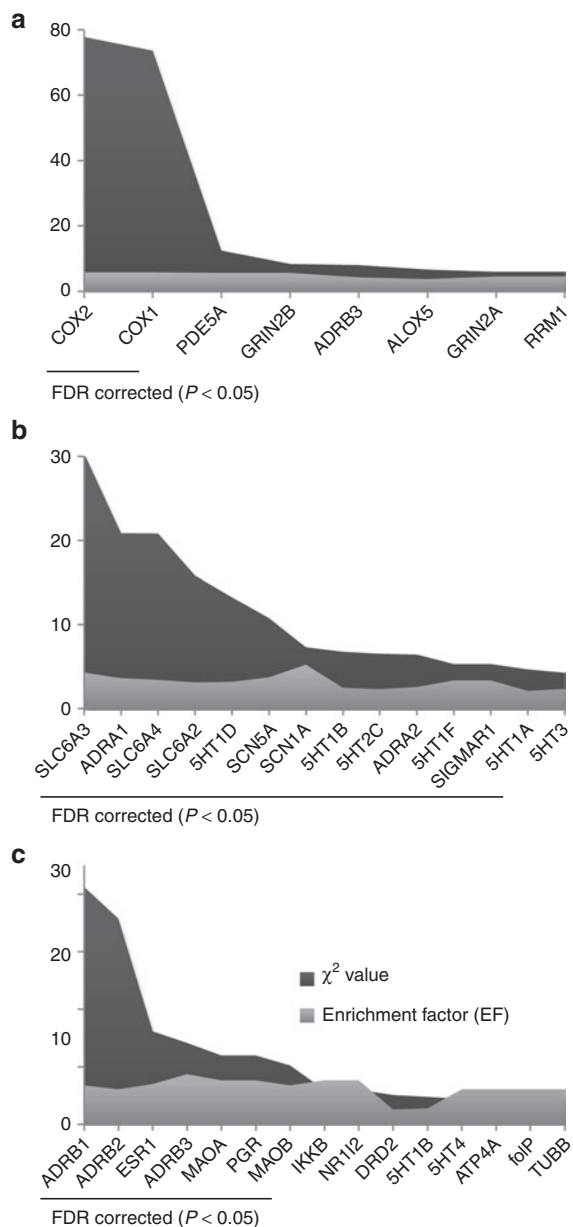 a
80
60
40
20
0
COX2
COX1
PDE5A
GRIN2B
ADRB3
ALOX5
GRIN2A
RRM1
FDR corrected (P < 0.05)
b
30
20
10
0
SLC6A3
ADRA1
SLC6A4
SLC6A2
5HT1D
SCN5A
SCN1A
5HT1B
5HT2C
ADRA2
5HT1F
SIGMAR1
5HT1A
5HT3
FDR corrected (P < 0.05)
c
30
20
10
0
χ² value
Enrichment factor (EF)
ADRB1
ADRB2
ESR1
ADRB3
MAOA
PGR
MAOB
IKKB
NR1I2
DRD2
5HT1B
5HT4
ATP4A
folP
TUBB
FDR corrected (P < 0.05)